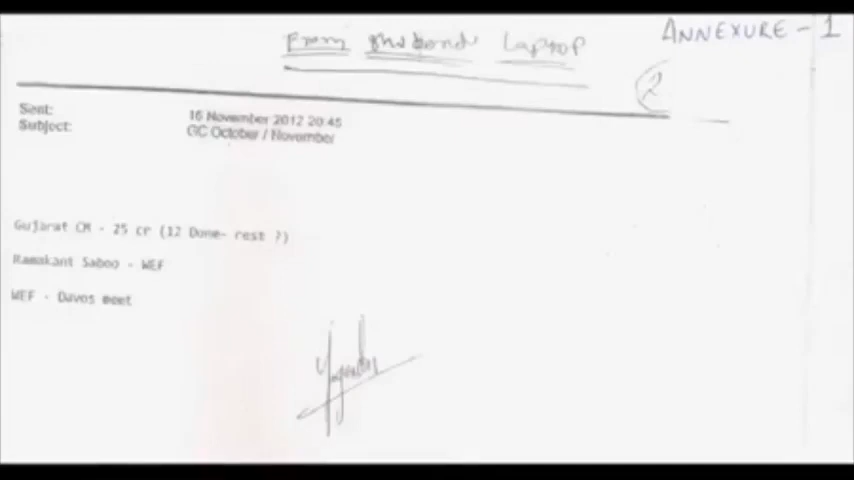 ANNEXURE - 1
From laptop
2
Sent: 16 November 2012 20:45
Subject: GC October / November
Gujarat CM - 25 cr (12 Done- rest ?)
Ramakant Saboo - WEF
WEF - Davos meet